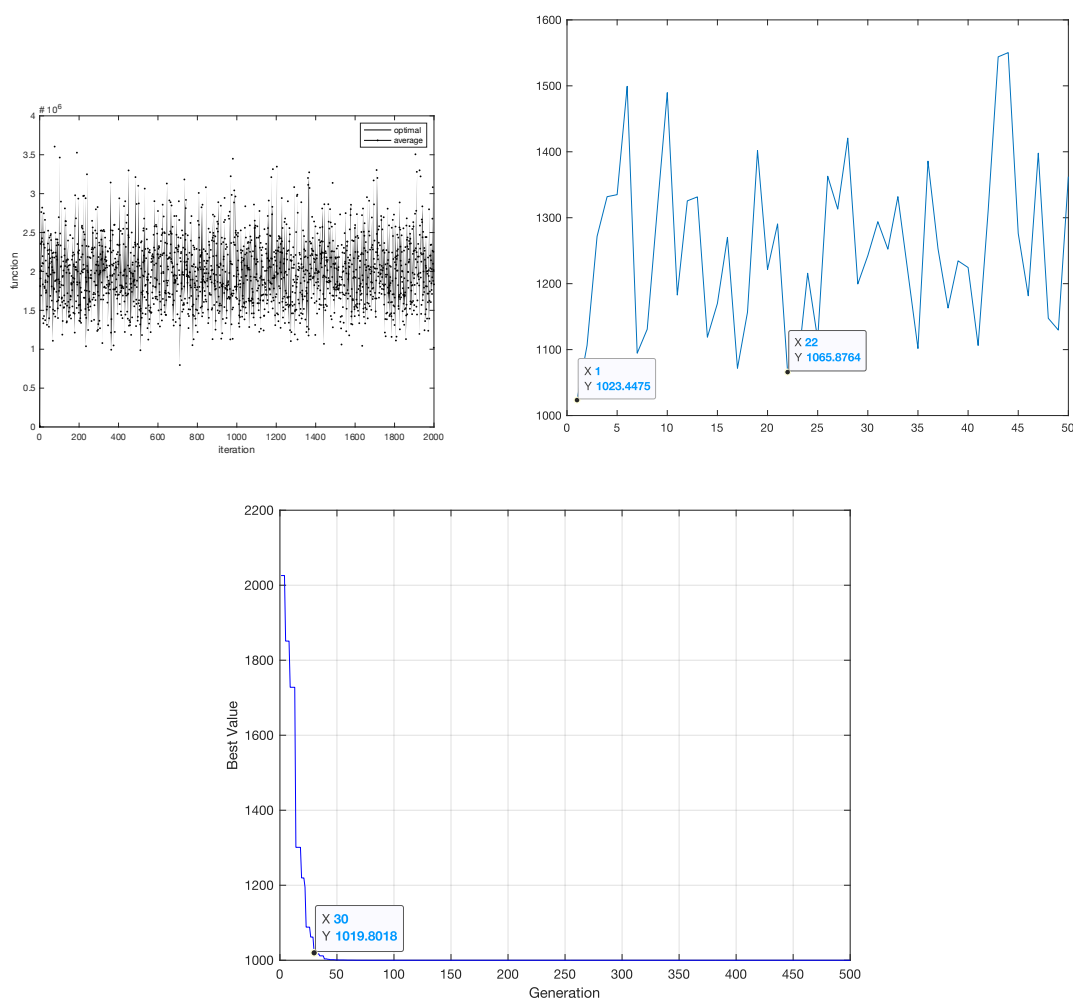 # 10^6
4
3.5
3
2.5
2
1.5
1
0.5
0
function
optimal
average
0 200 400 600 800 1000 1200 1400 1600 1800 2000
iteration
1600
1500
1400
1300
1200
1100
1000
X 1
Y 1023.4475
X 22
Y 1065.8764
0 5 10 15 20 25 30 35 40 45 50
2200
2000
1800
1600
1400
1200
1000
Best Value
X 30
Y 1019.8018
0 50 100 150 200 250 300 350 400 450 500
Generation